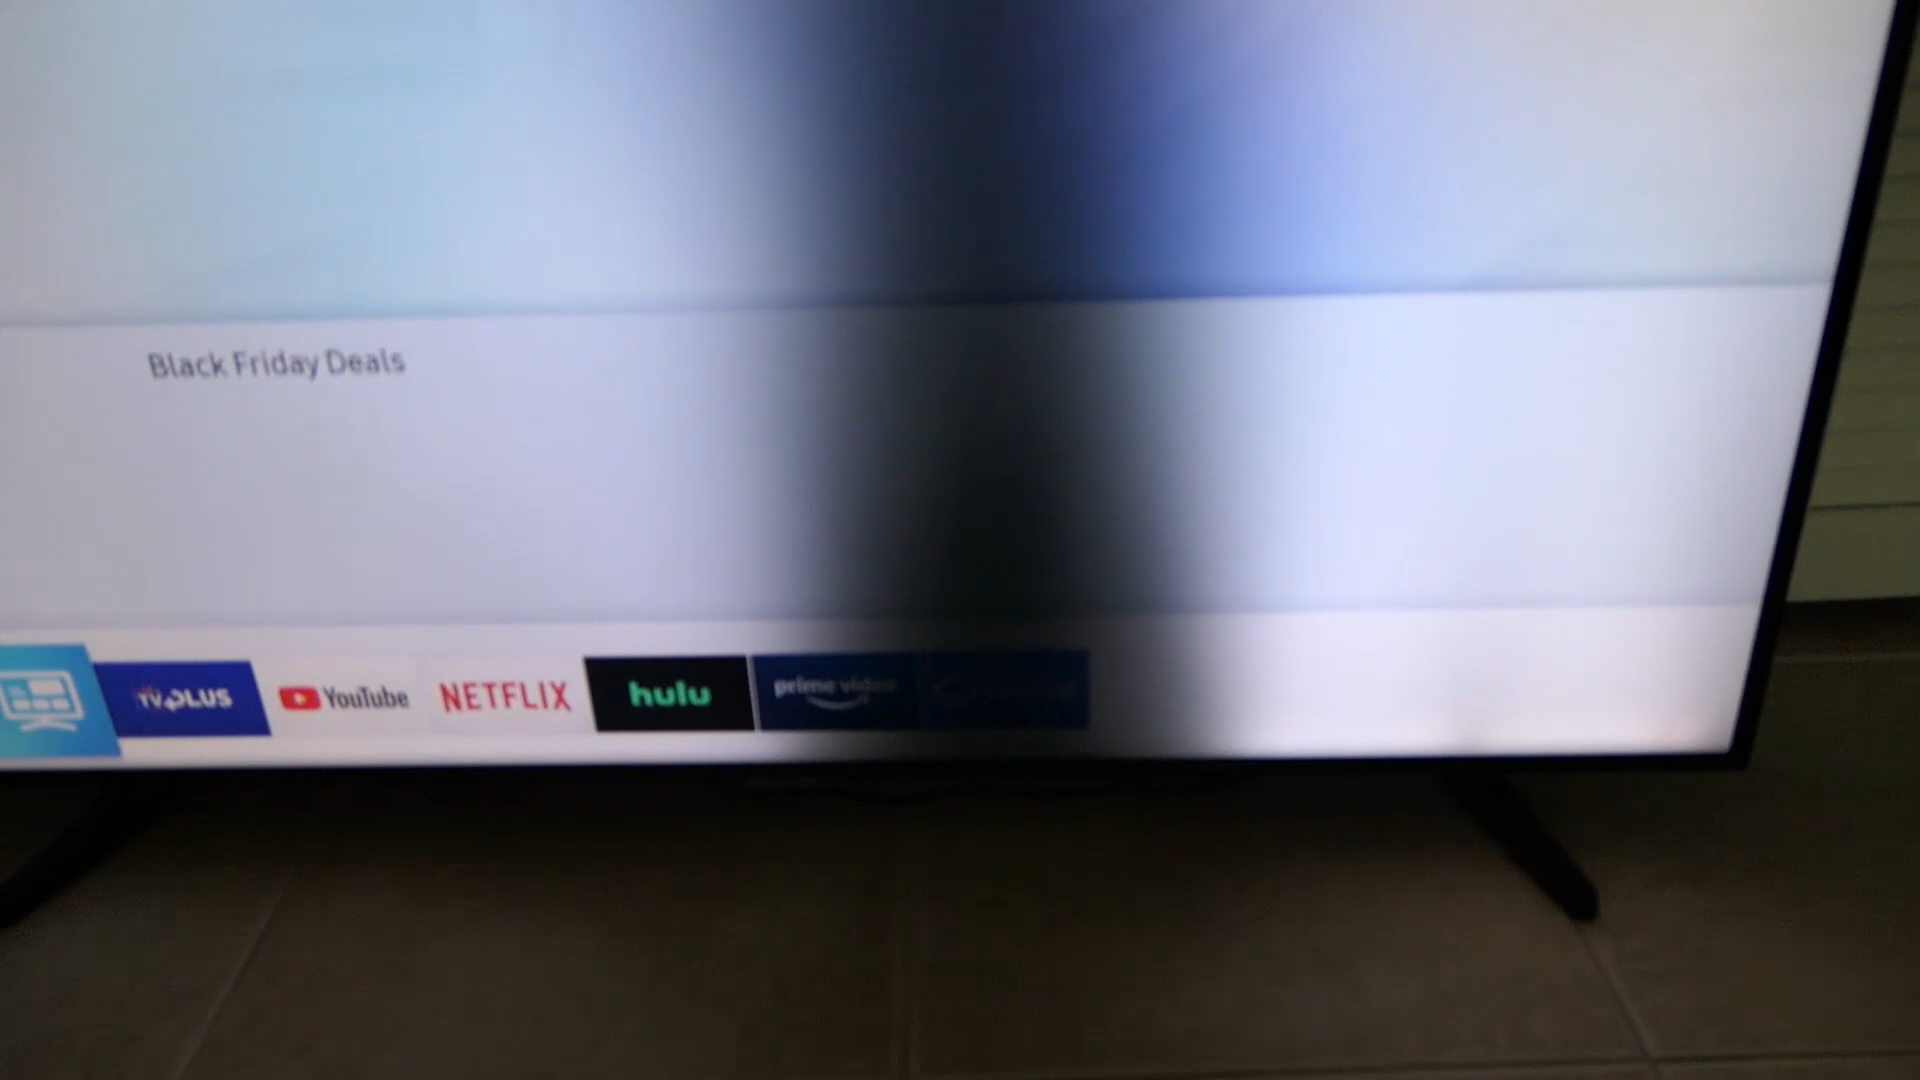 Black Friday Deals
TV PLUS
YouTube
NETFLIX
hulu
prime video